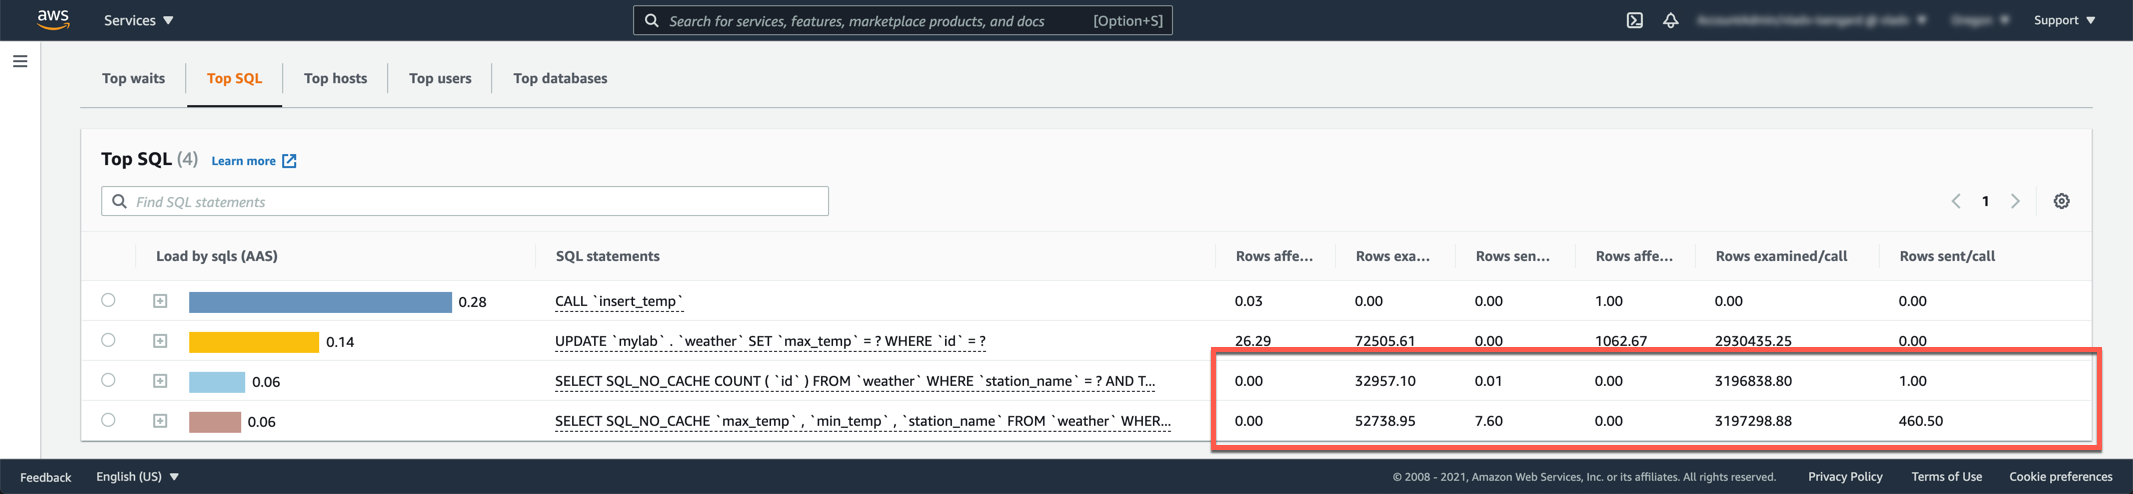 aws Services Search for services, features, marketplace products, and docs [Option+S] Support
Top waits Top SQL Top hosts Top users Top databases
Top SQL (4) Learn more
Find SQL statements 1
Load by sqls (AAS) SQL statements Rows affe... Rows exa... Rows sen... Rows affe... Rows examined/call Rows sent/call
0.28 CALL `insert_temp` 0.03 0.00 0.00 1.00 0.00 0.00
0.14 UPDATE `mylab` . `weather` SET `max_temp` = ? WHERE `id` = ? 26.29 72505.61 0.00 1062.67 2930435.25 0.00
0.06 SELECT SQL_NO_CACHE COUNT ( `id` ) FROM `weather` WHERE `station_name` = ? AND T... 0.00 32957.10 0.01 0.00 3196838.80 1.00
0.06 SELECT SQL_NO_CACHE `max_temp` , `min_temp` , `station_name` FROM `weather` WHER... 0.00 52738.95 7.60 0.00 3197298.88 460.50
Feedback English (US) © 2008 - 2021, Amazon Web Services, Inc. or its affiliates. All rights reserved. Privacy Policy Terms of Use Cookie preferences